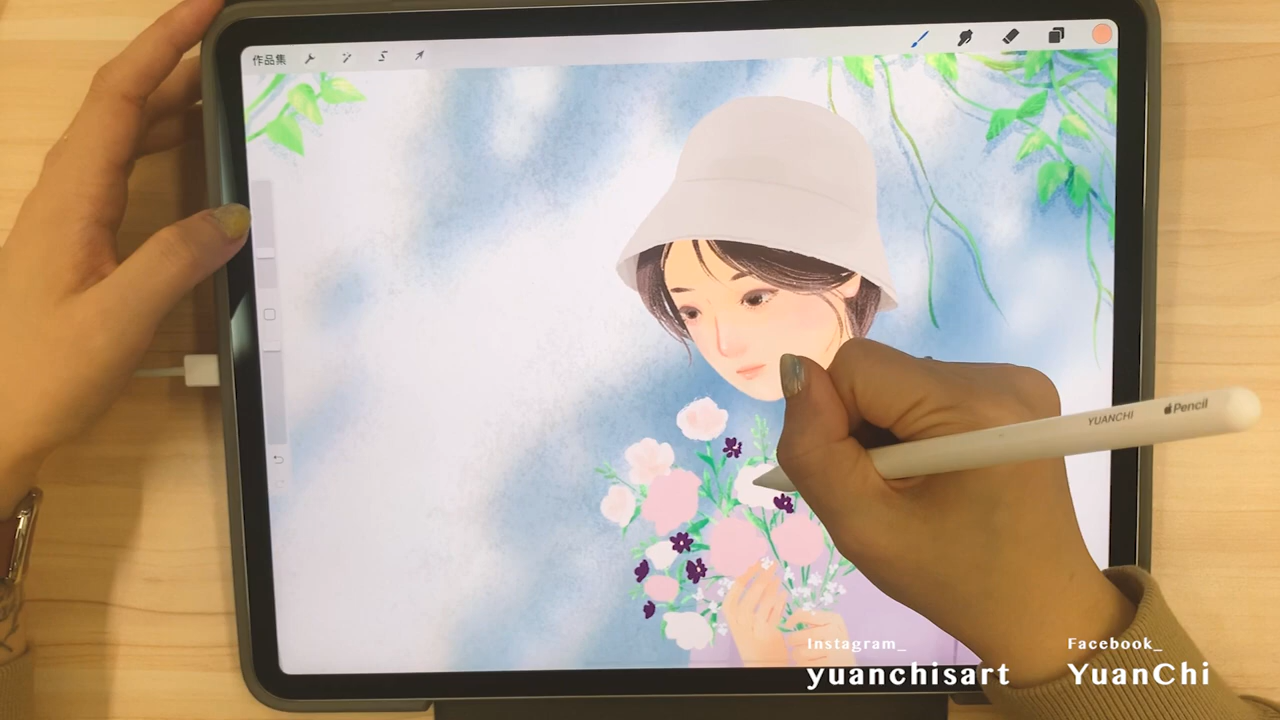 作品集
YUANCHI Pencil
Instagram_
yuanchisart
Facebook_
YuanChi